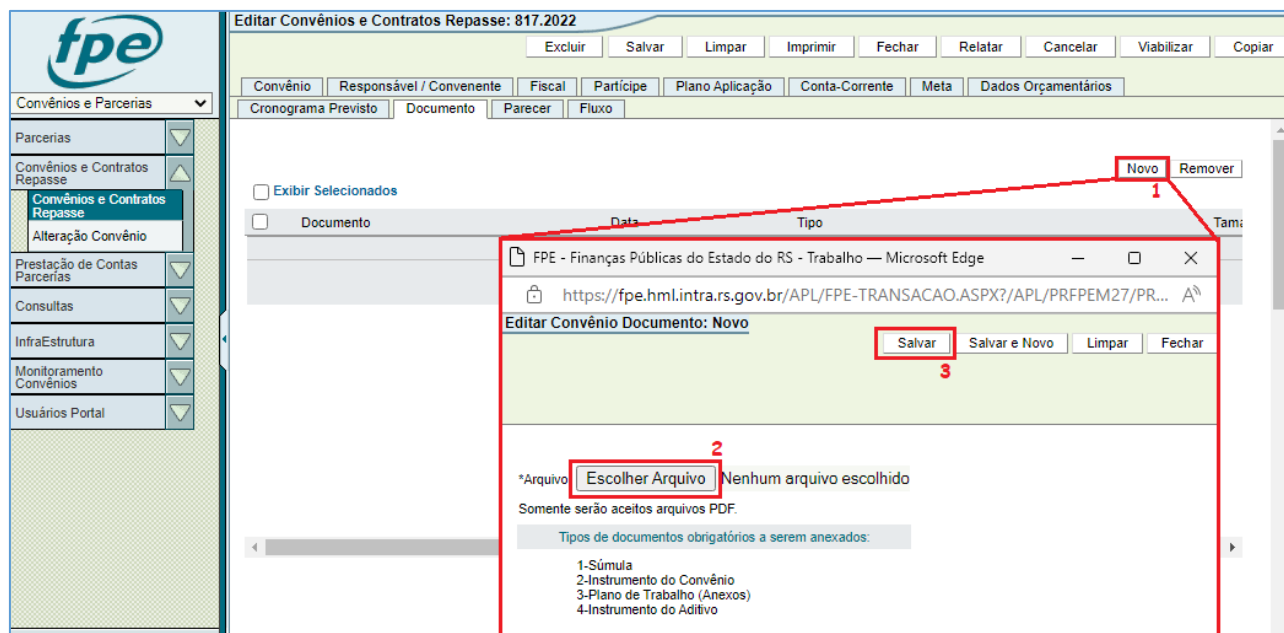 Editar Convênios e Contratos Repasse: 817.2022
fpe
Excluir Salvar Limpar Imprimir Fechar Relatar Cancelar Viabilizar Copiar
Convênio Responsável / Convenente Fiscal Partícipe Plano Aplicação Conta-Corrente Meta Dados Orçamentários
Cronograma Previsto Documento Parecer Fluxo
Convênios e Parcerias
Parcerias
Convênios e Contratos
Repasse
Convênios e Contratos
Repasse
Alteração Convênio
Prestação de Contas
Parcerias
Consultas
InfraEstrutura
Monitoramento
Convênios
Usuários Portal
Novo Remover
1
Exibir Selecionados
Documento Data Tipo Tama
FPE - Finanças Públicas do Estado do RS - Trabalho — Microsoft Edge
https://fpe.hml.intra.rs.gov.br/APL/FPE-TRANSACAO.ASPX?/APL/PRFPEM27/PR...
Editar Convênio Documento: Novo
Salvar Salvar e Novo Limpar Fechar
3
2
*Arquivo Escolher Arquivo Nenhum arquivo escolhido
Somente serão aceitos arquivos PDF.
Tipos de documentos obrigatórios a serem anexados:
1-Súmula
2-Instrumento do Convênio
3-Plano de Trabalho (Anexos)
4-Instrumento do Aditivo